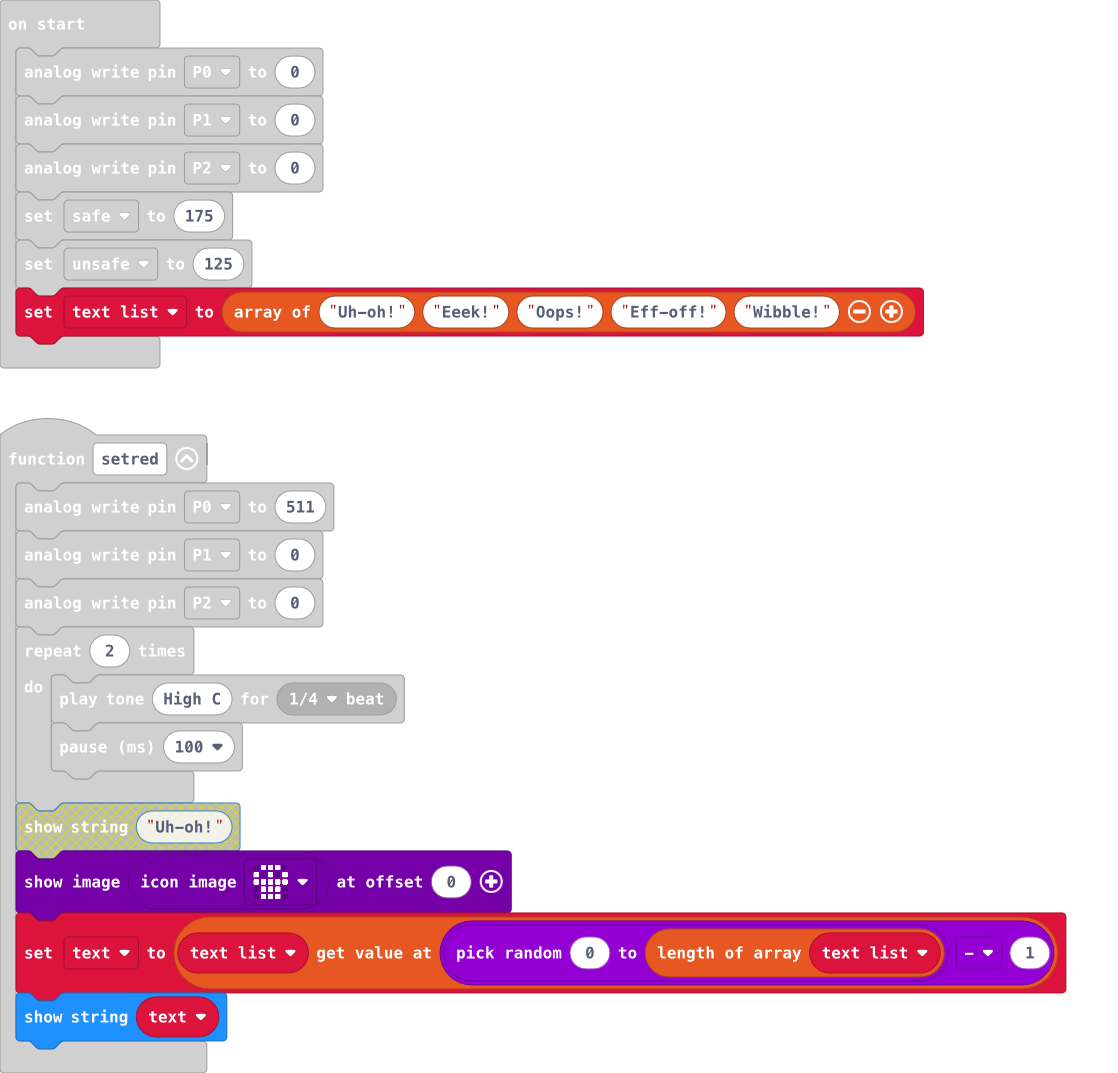 on start
analog write pin P0 to 0
analog write pin P1 to 0
analog write pin P2 to 0
set safe to 175
set unsafe to 125
set text list to array of "Uh-oh!" "Eeek!" "Oops!" "Eff-off!" "Wibble!"
function setred
analog write pin P0 to 511
analog write pin P1 to 0
analog write pin P2 to 0
repeat 2 times
do
play tone High C for 1/4 beat
pause (ms) 100
show string "Uh-oh!"
show image icon image at offset 0
set text to text list get value at pick random 0 to length of array text list - 1
show string text